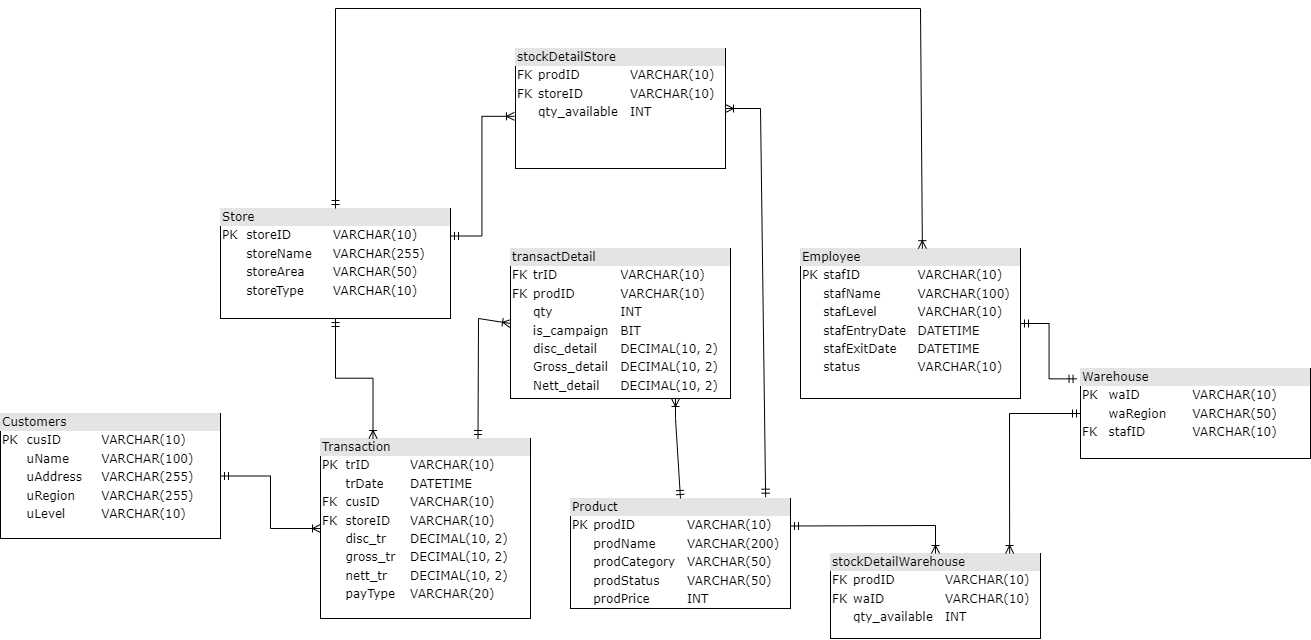 stockDetailStore
FK prodID VARCHAR(10)
FK storeID VARCHAR(10)
qty_available INT
Store
PK storeID VARCHAR(10)
storeName VARCHAR(255)
storeArea VARCHAR(50)
storeType VARCHAR(10)
transactDetail
FK trID VARCHAR(10)
FK prodID VARCHAR(10)
qty INT
is_campaign BIT
disc_detail DECIMAL(10, 2)
Gross_detail DECIMAL(10, 2)
Nett_detail DECIMAL(10, 2)
Employee
PK stafID VARCHAR(10)
stafName VARCHAR(100)
stafLevel VARCHAR(10)
stafEntryDate DATETIME
stafExitDate DATETIME
status VARCHAR(10)
Warehouse
PK waID VARCHAR(10)
waRegion VARCHAR(50)
FK stafID VARCHAR(10)
Customers
PK cusID VARCHAR(10)
uName VARCHAR(100)
uAddress VARCHAR(255)
uRegion VARCHAR(255)
uLevel VARCHAR(10)
Transaction
PK trID VARCHAR(10)
trDate DATETIME
FK cusID VARCHAR(10)
FK storeID VARCHAR(10)
disc_tr DECIMAL(10, 2)
gross_tr DECIMAL(10, 2)
nett_tr DECIMAL(10, 2)
payType VARCHAR(20)
Product
PK prodID VARCHAR(10)
prodName VARCHAR(200)
prodCategory VARCHAR(50)
prodStatus VARCHAR(50)
prodPrice INT
stockDetailWarehouse
FK prodID VARCHAR(10)
FK waID VARCHAR(10)
qty_available INT